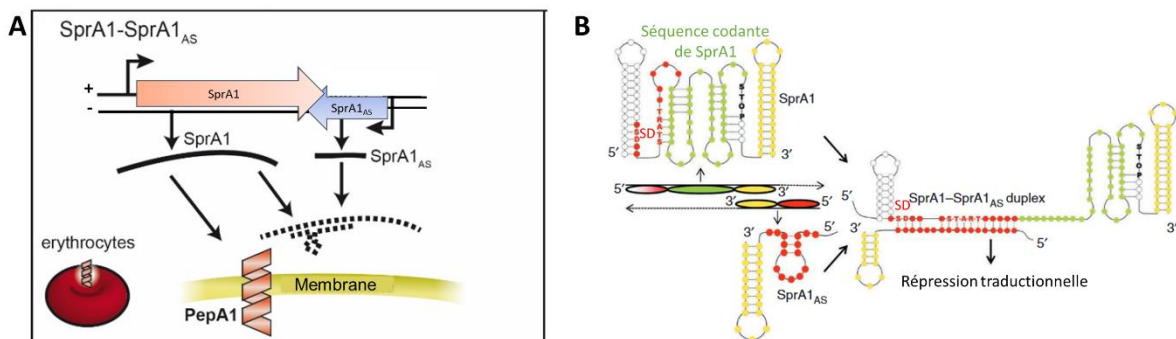 A
SprA1-SprA1AS
+
-
SprA1
SprA1AS
SprA1
SprA1AS
erythrocytes
Membrane
PepA1
B
Séquence codante
de SprA1
SD
START
STOP
SprA1
5'
3'
5'
3'
3'
5'
3'
5'
SprA1AS
5'
SD
SprA1–SprA1AS duplex
SD
START
STOP
3'
3'
5'
Répression traductionnelle